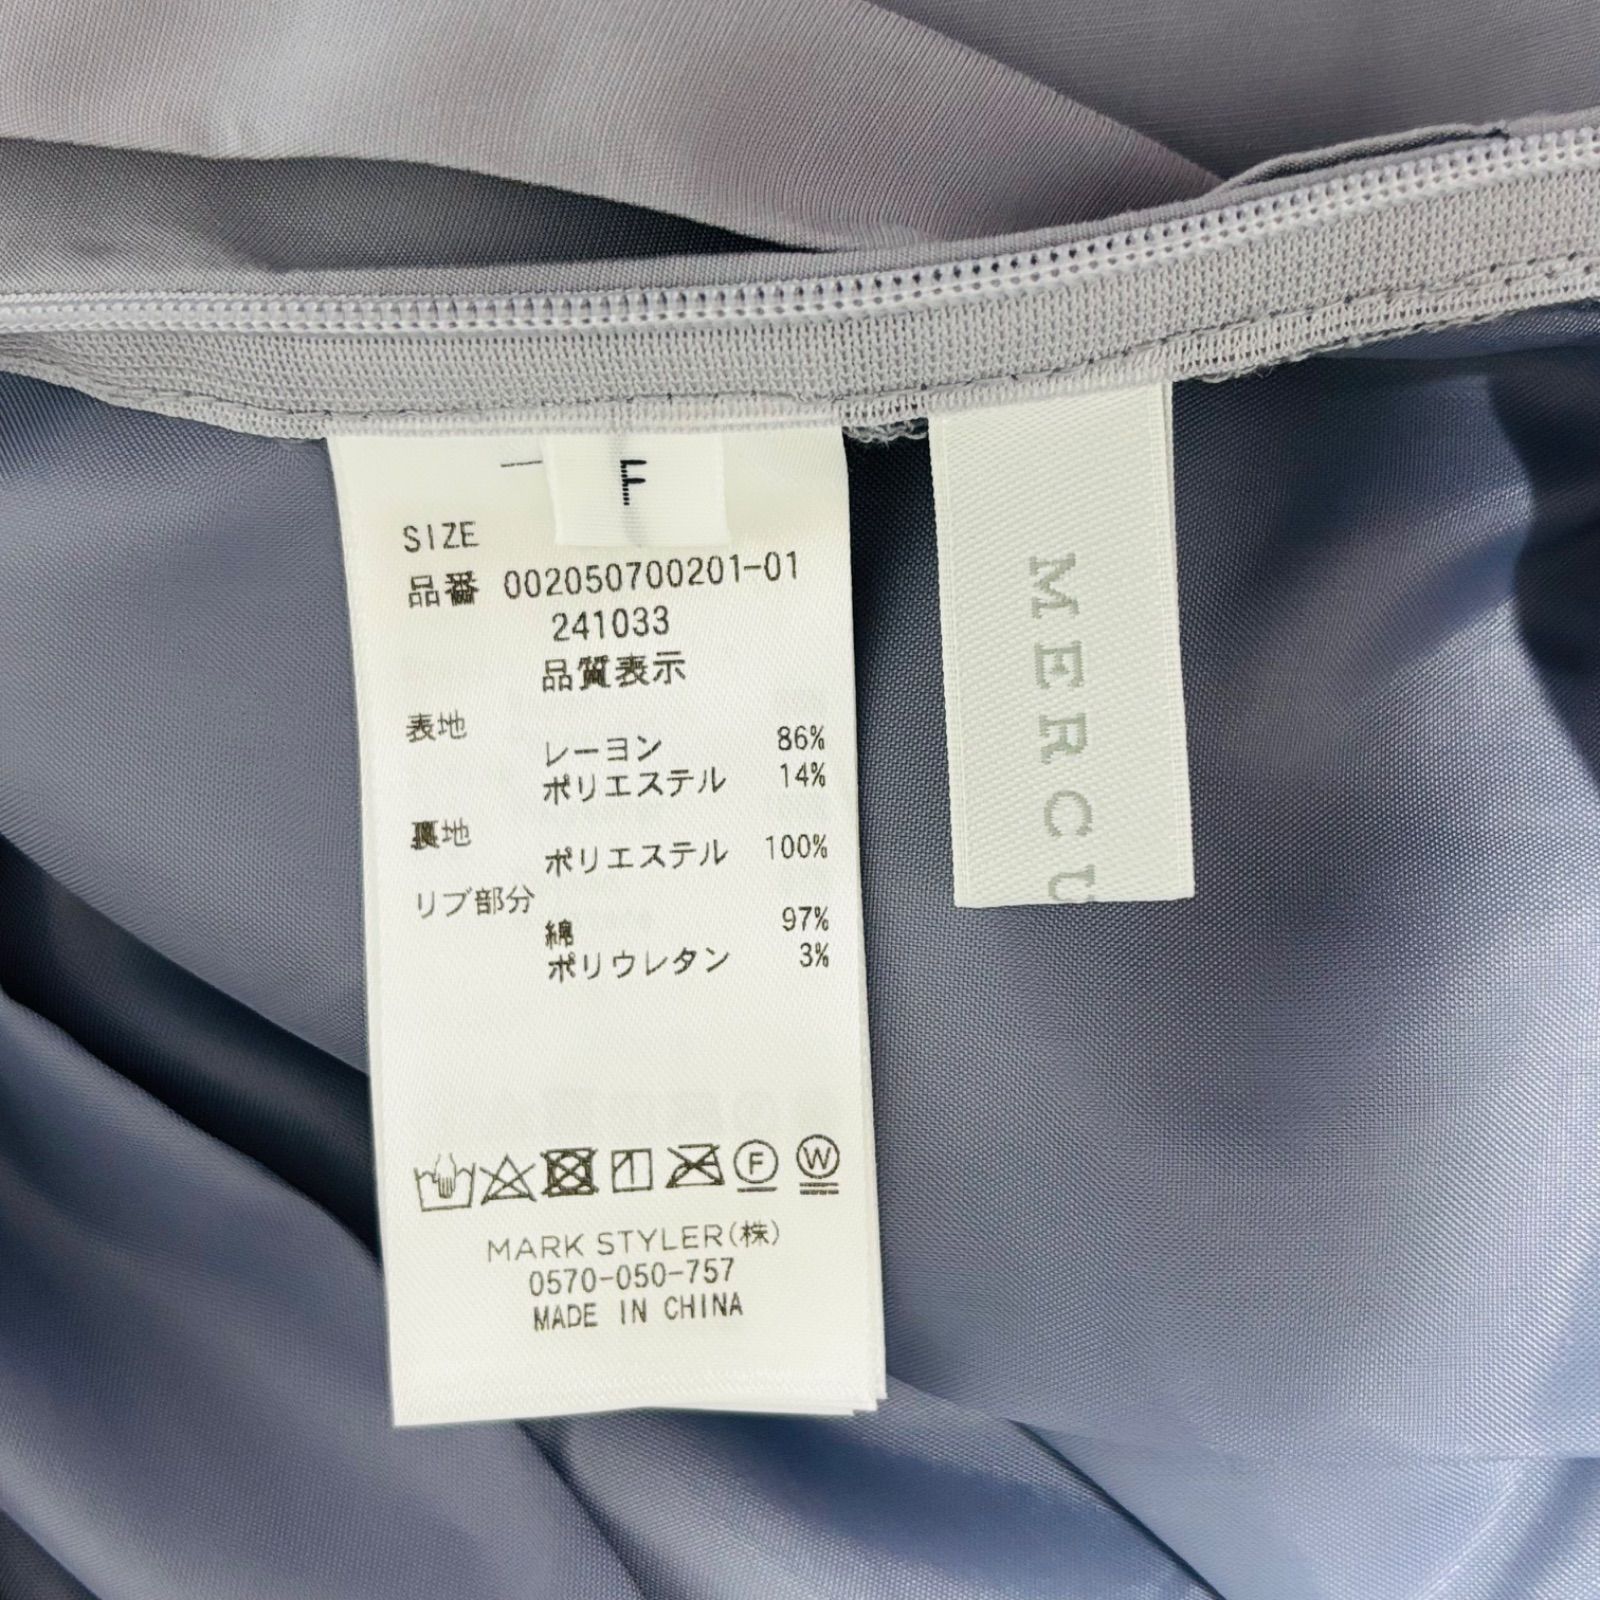 F
SIZE
品番 002050700201-01
241033
品質表示
表地
レーヨン 86%
ポリエステル 14%
裏地
ポリエステル 100%
リブ部分
綿 97%
ポリウレタン 3%
F W
MARK STYLER(株)
0570-050-757
MADE IN CHINA
MERCU